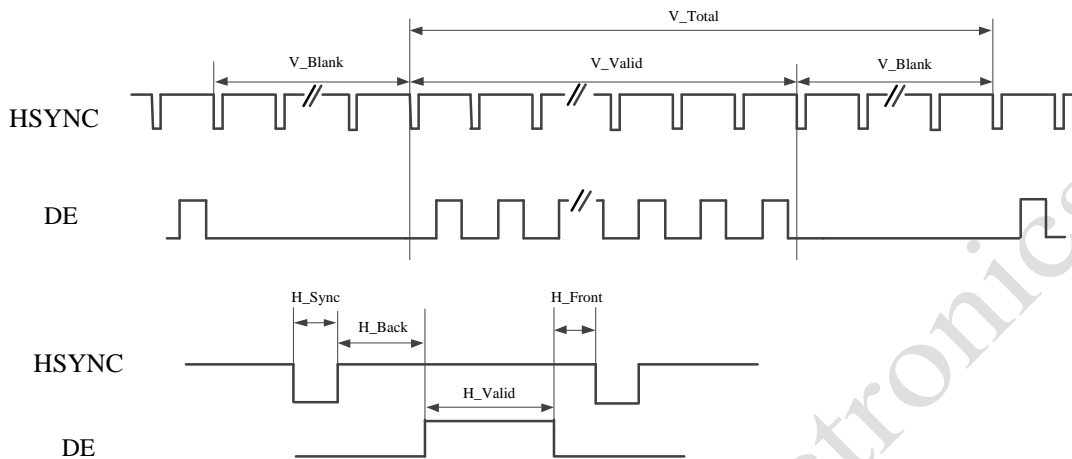 V_Total
V_Blank
V_Valid
V_Blank
HSYNC
DE
H_Sync
H_Front
H_Back
HSYNC
H_Valid
DE